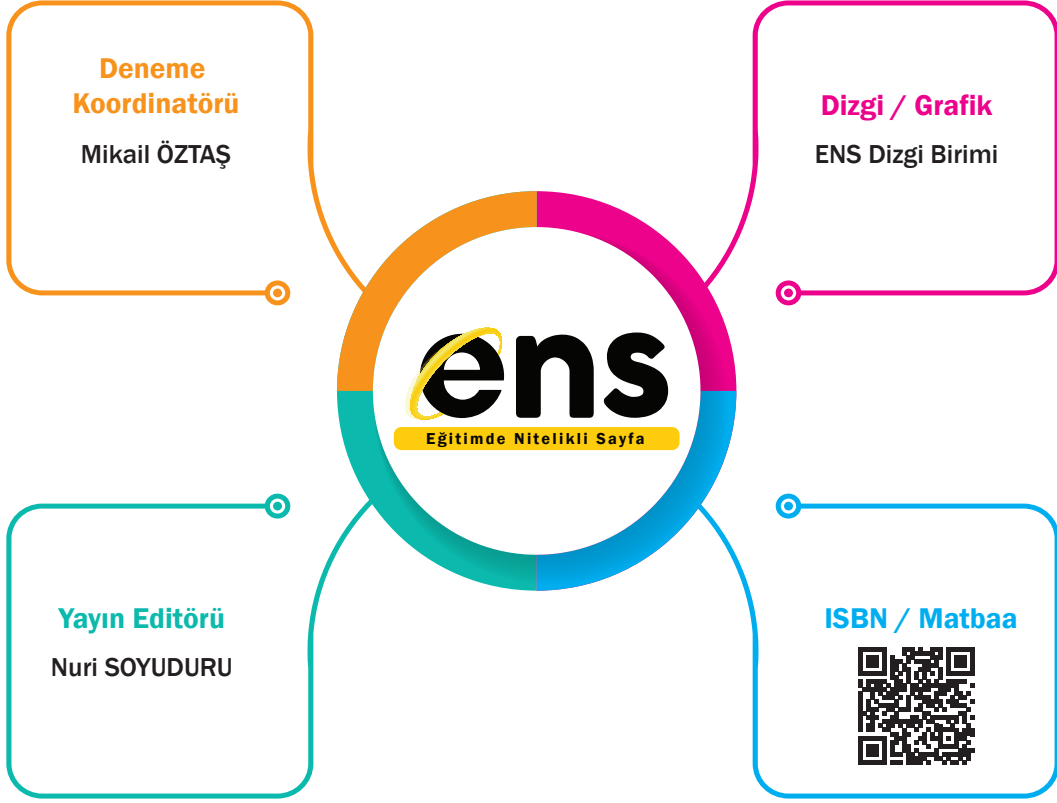 Deneme
Koordinatörü
Mikail ÖZTAŞ
Dizgi / Grafik
ENS Dizgi Birimi
ens
Eğitimde Nitelikli Sayfa
Yayın Editörü
Nuri SOYUDURU
ISBN / Matbaa